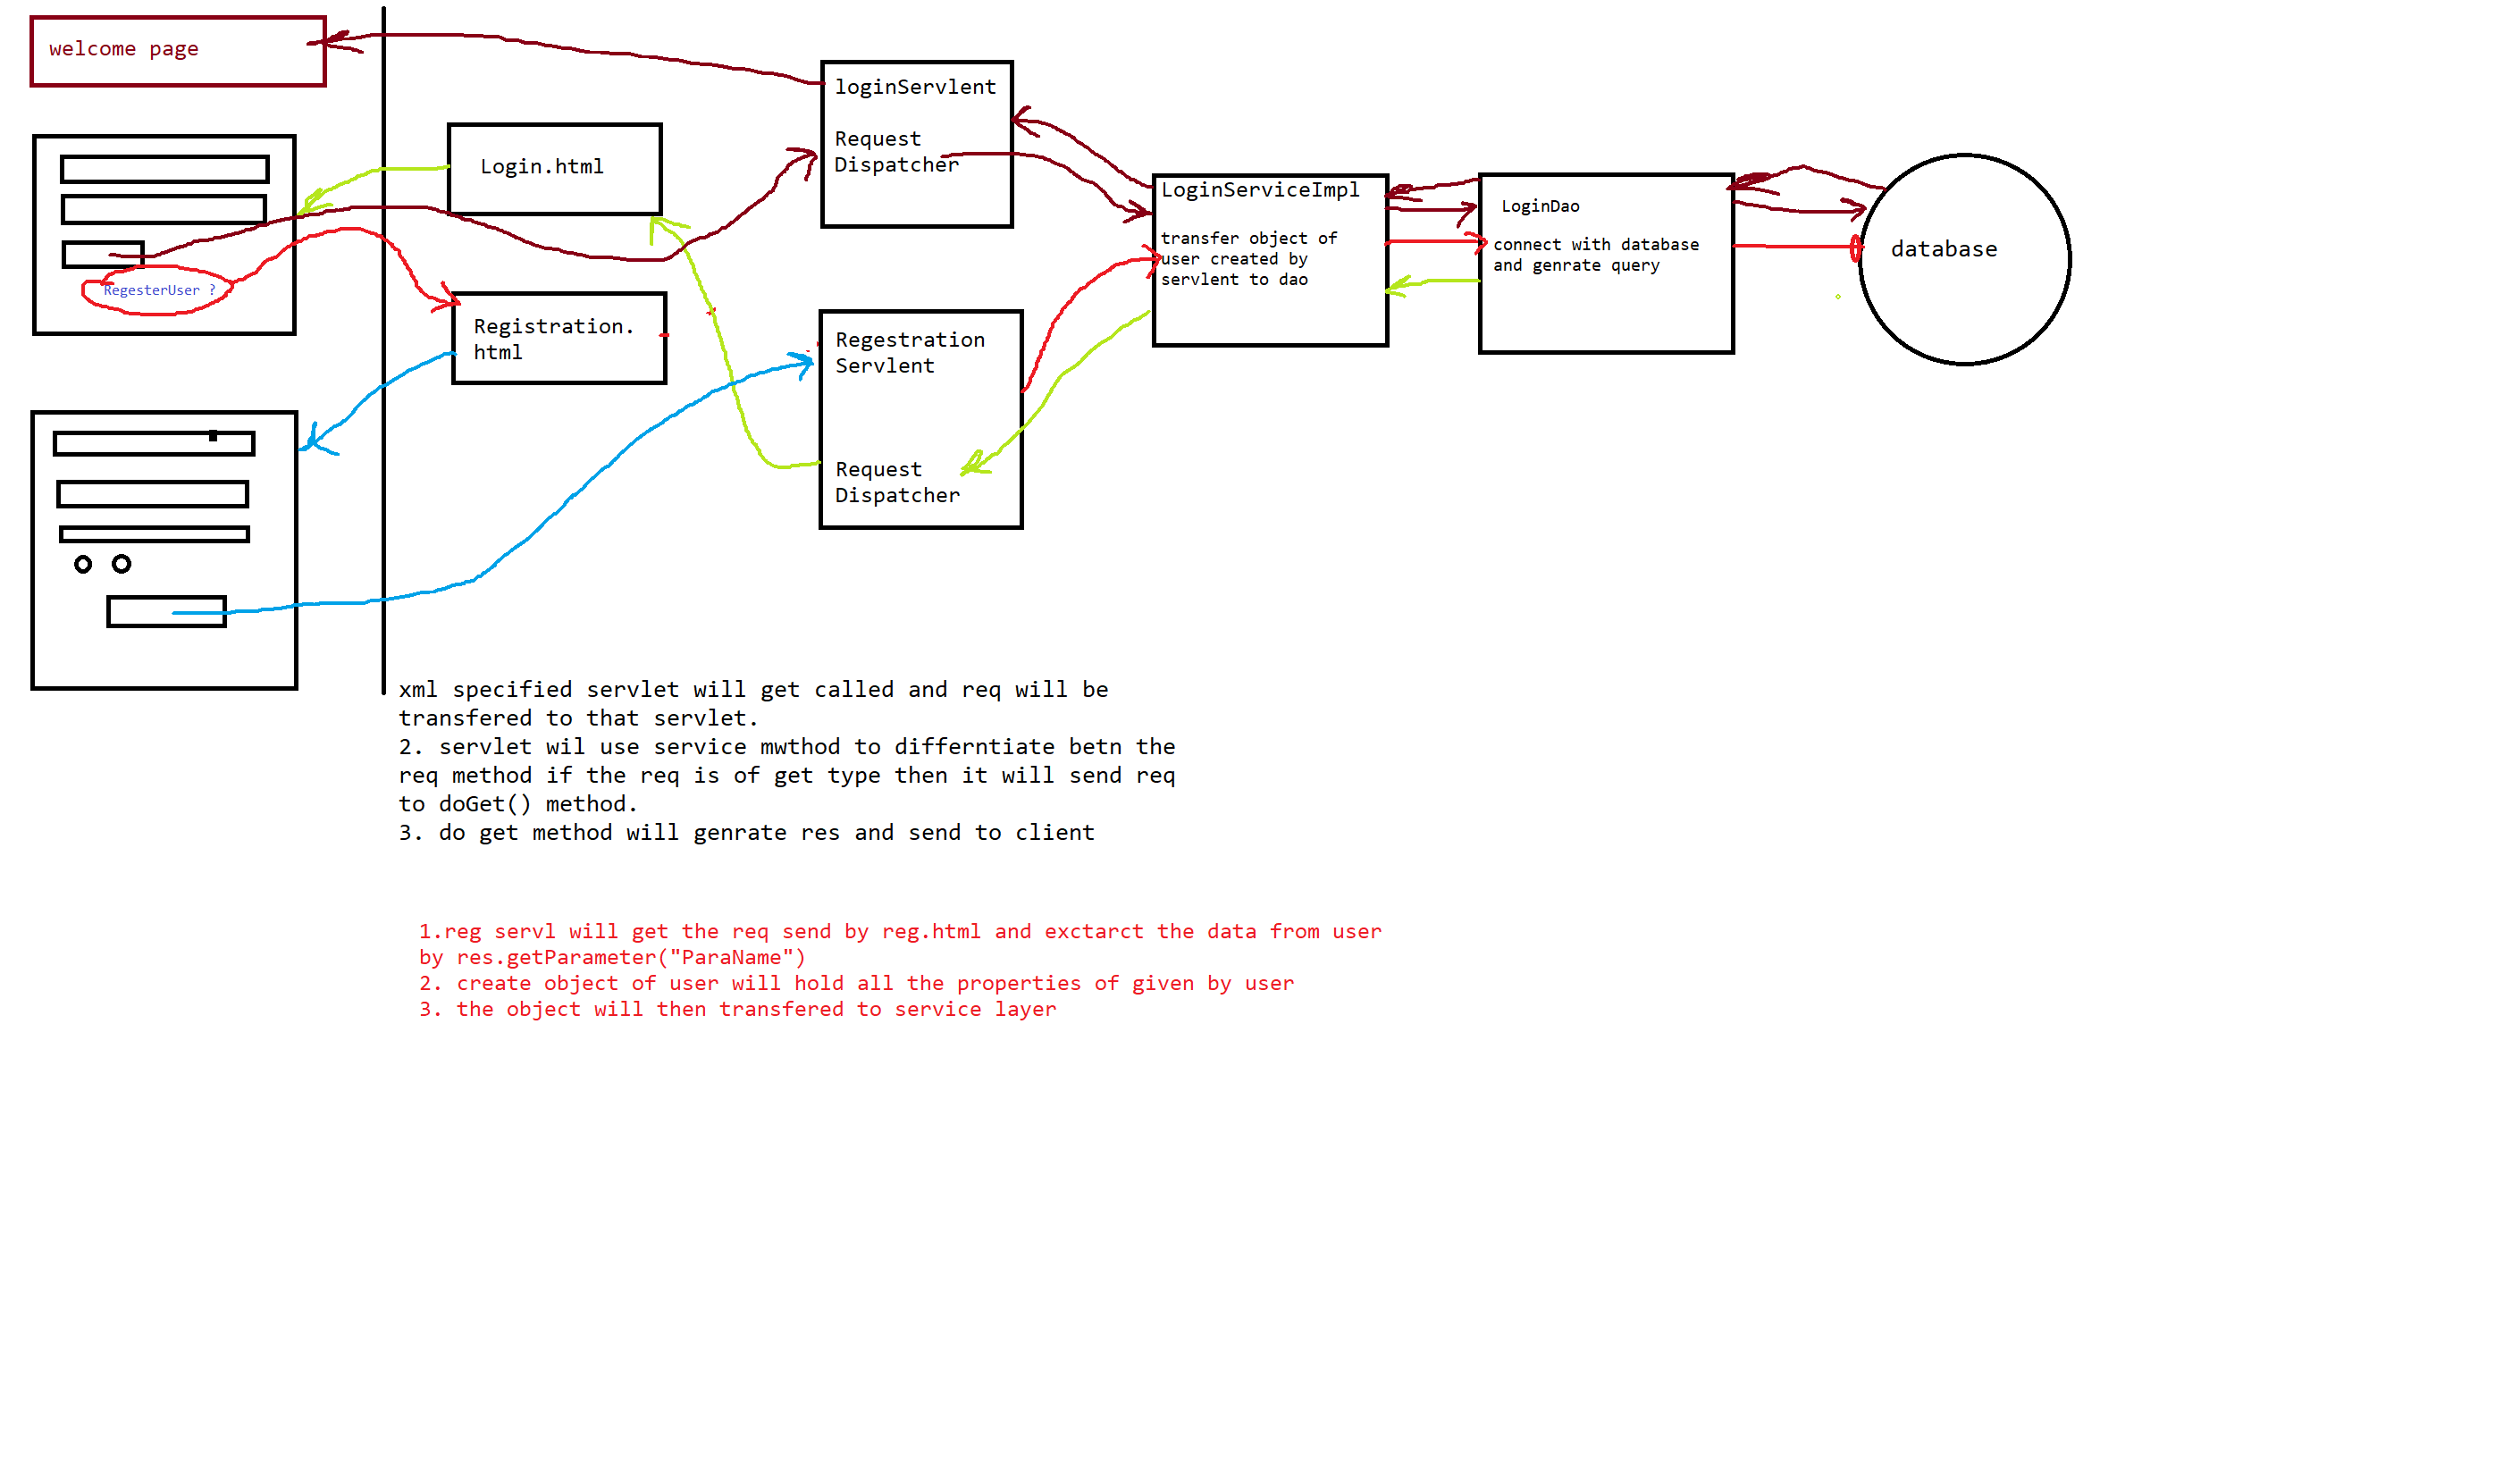 welcome page
RegesterUser ?
Login.html
Registration.
html
loginServlent
Request
Dispatcher
Regestration
Servlent
Request
Dispatcher
LoginServiceImpl
transfer object of
user created by
servlent to dao
LoginDao
connect with database
and genrate query
database
xml specified servlet will get called and req will be
transfered to that servlet.
2. servlet wil use service mwthod to differntiate betn the
req method if the req is of get type then it will send req
to doGet() method.
3. do get method will genrate res and send to client
1.reg servl will get the req send by reg.html and exctarct the data from user
by res.getParameter("ParaName")
2. create object of user will hold all the properties of given by user
3. the object will then transfered to service layer